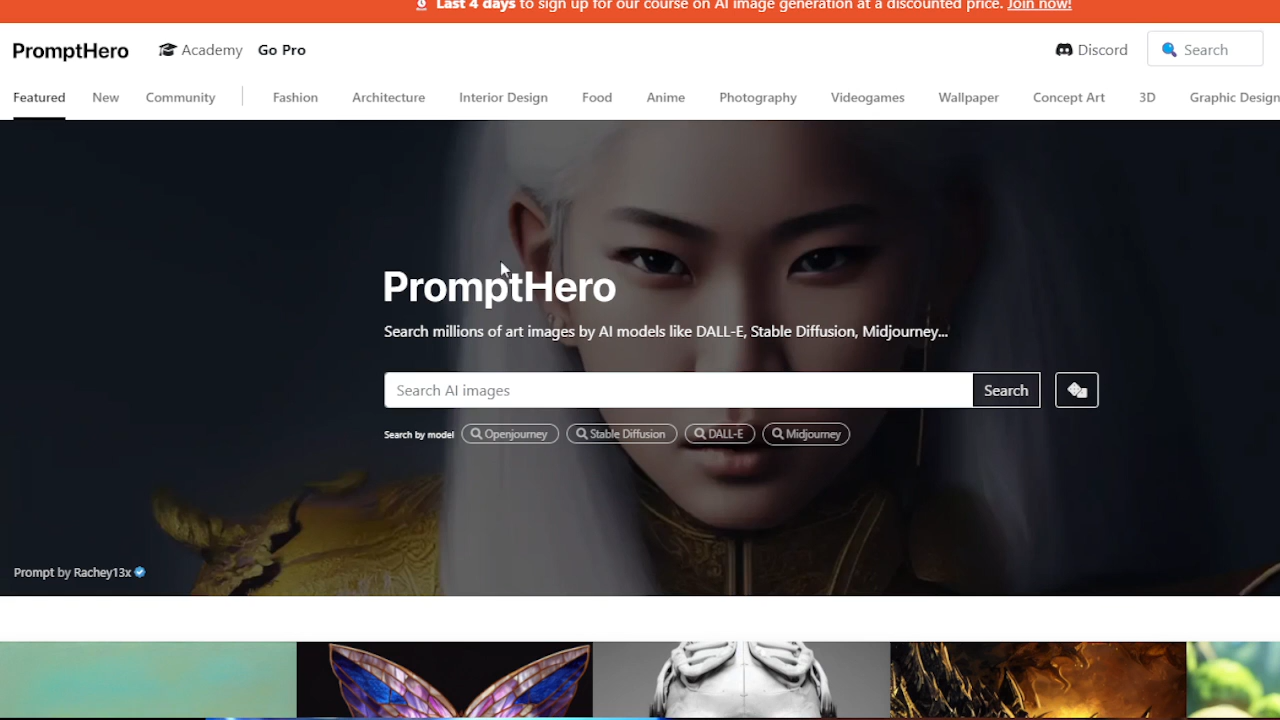 Last 4 days to sign up for our course on AI image generation at a discounted price. Join now!
PromptHero Academy Go Pro Discord Search
Featured New Community Fashion Architecture Interior Design Food Anime Photography Videogames Wallpaper Concept Art 3D Graphic Design
PromptHero
Search millions of art images by AI models like DALL-E, Stable Diffusion, Midjourney...
Search AI images Search
Search by model Openjourney Stable Diffusion DALL-E Midjourney
Prompt by Rachey13x